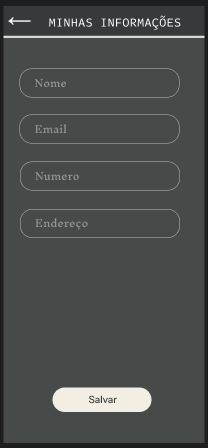 MINHAS INFORMAÇÕES
Nome
Email
Numero
Endereço
Salvar